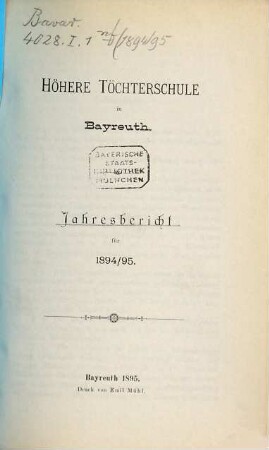 Bavar.
4028.I.1 1894/95
HÖHERE TÖCHTERSCHULE
in
Bayreuth.
BAYERISCHE
STAATS-
BIBLIOTHEK
MUENCHEN
Jahresbericht
für
1894/95.
Bayreuth 1895.
Druck von Emil Mühl.